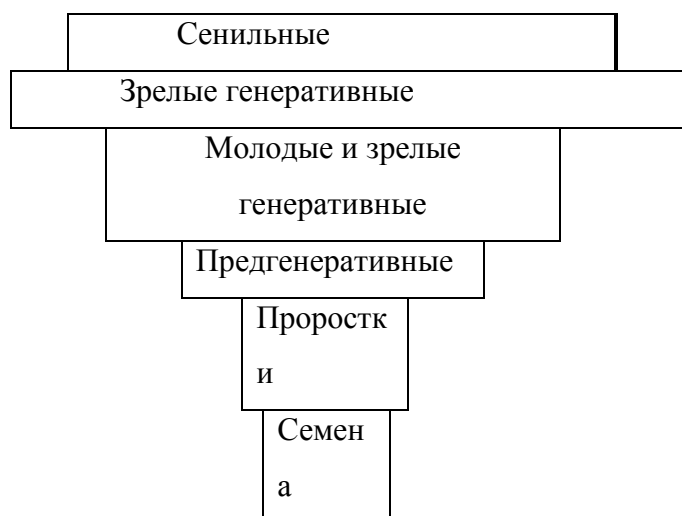 Сенильные
Зрелые генеративные
Молодые и зрелые
генеративные
Предгенеративные
Проростк
и
Семен
а